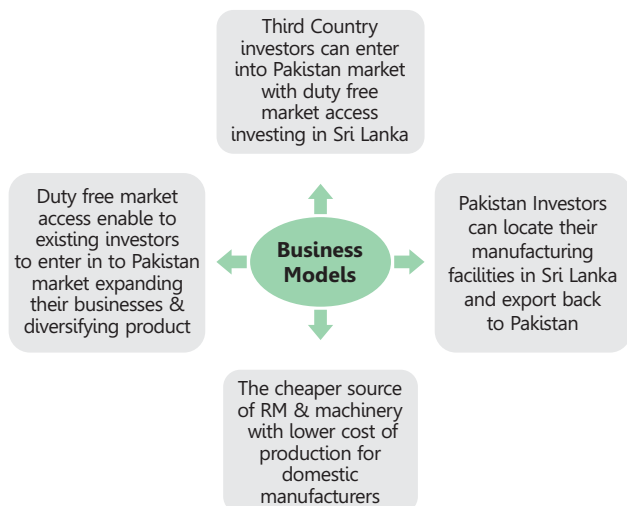 Third Country
investors can enter
into Pakistan market
with duty free
market access
investing in Sri Lanka
Duty free market
access enable to
existing investors
to enter in to Pakistan
market expanding
their businesses &
diversifying product
Business
Models
Pakistan Investors
can locate their
manufacturing
facilities in Sri Lanka
and export back
to Pakistan
The cheaper source
of RM & machinery
with lower cost of
production for
domestic
manufacturers